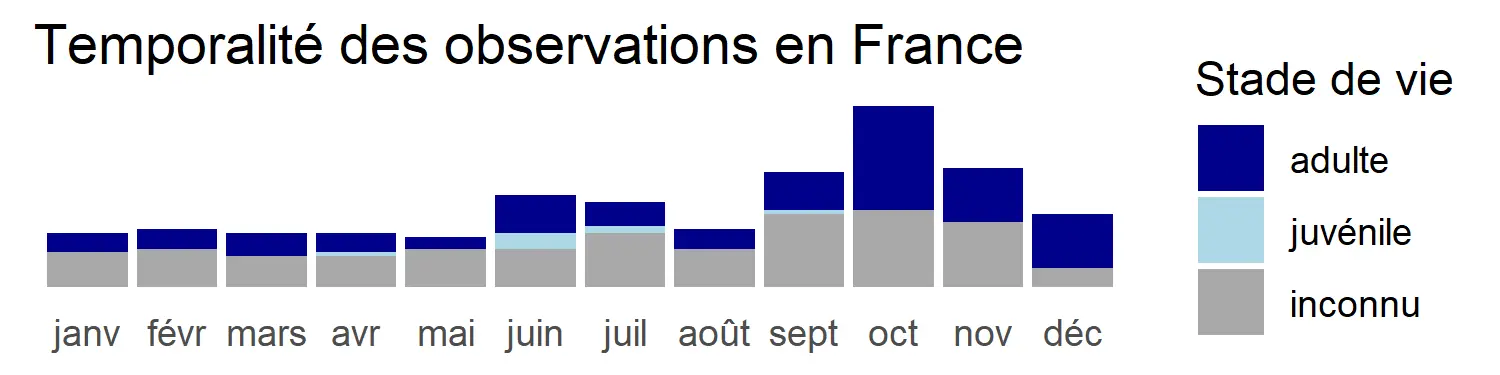 Temporalité des observations en France
Stade de vie
adulte
juvénile
inconnu
janv févr mars avr mai juin juil août sept oct nov déc